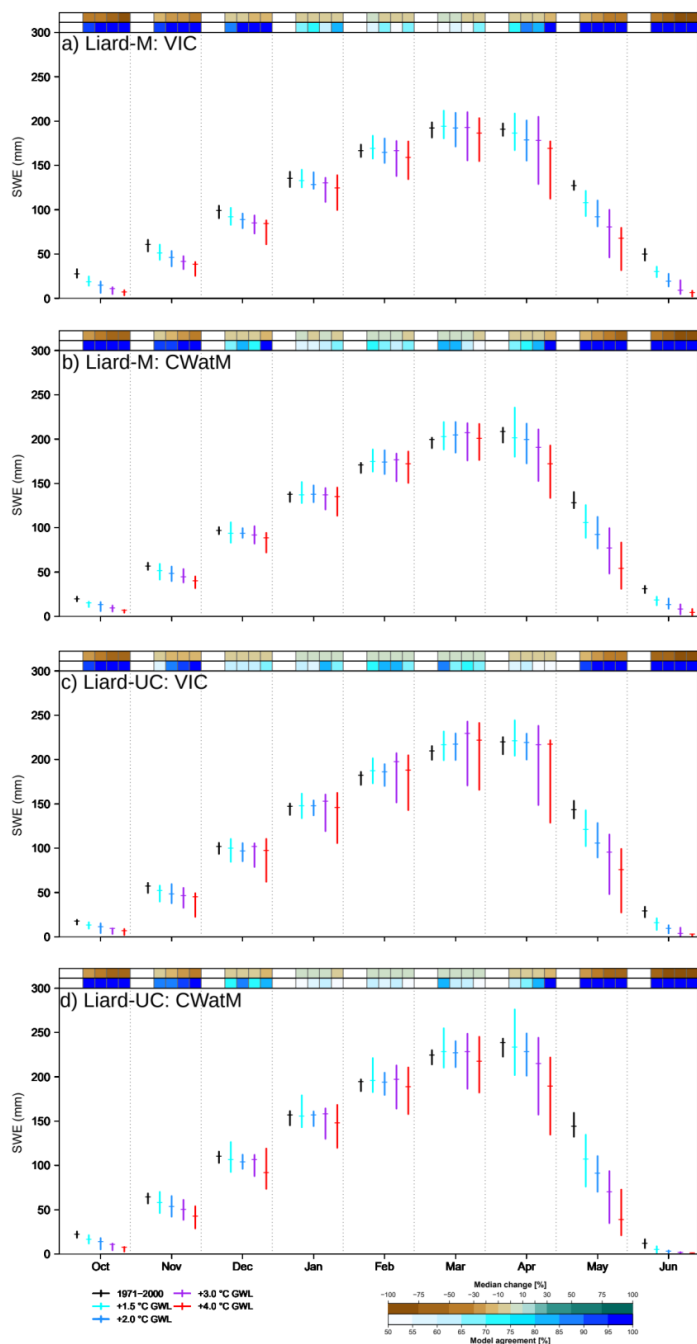 a) Liard-M: VIC
300
250
200
150
100
50
0
SWE (mm)
b) Liard-M: CWatM
300
250
200
150
100
50
0
SWE (mm)
c) Liard-UC: VIC
300
250
200
150
100
50
0
SWE (mm)
d) Liard-UC: CWatM
300
250
200
150
100
50
0
SWE (mm)
Oct Nov Dec Jan Feb Mar Apr May Jun
1971−2000
+1.5 °C GWL
+2.0 °C GWL
+3.0 °C GWL
+4.0 °C GWL
Median change [%]
−100 −50 −30 −20 −10 0 10 20 30 50 100
50 55 60 65 70 75 80 85 90 95 100
Model agreement [%]